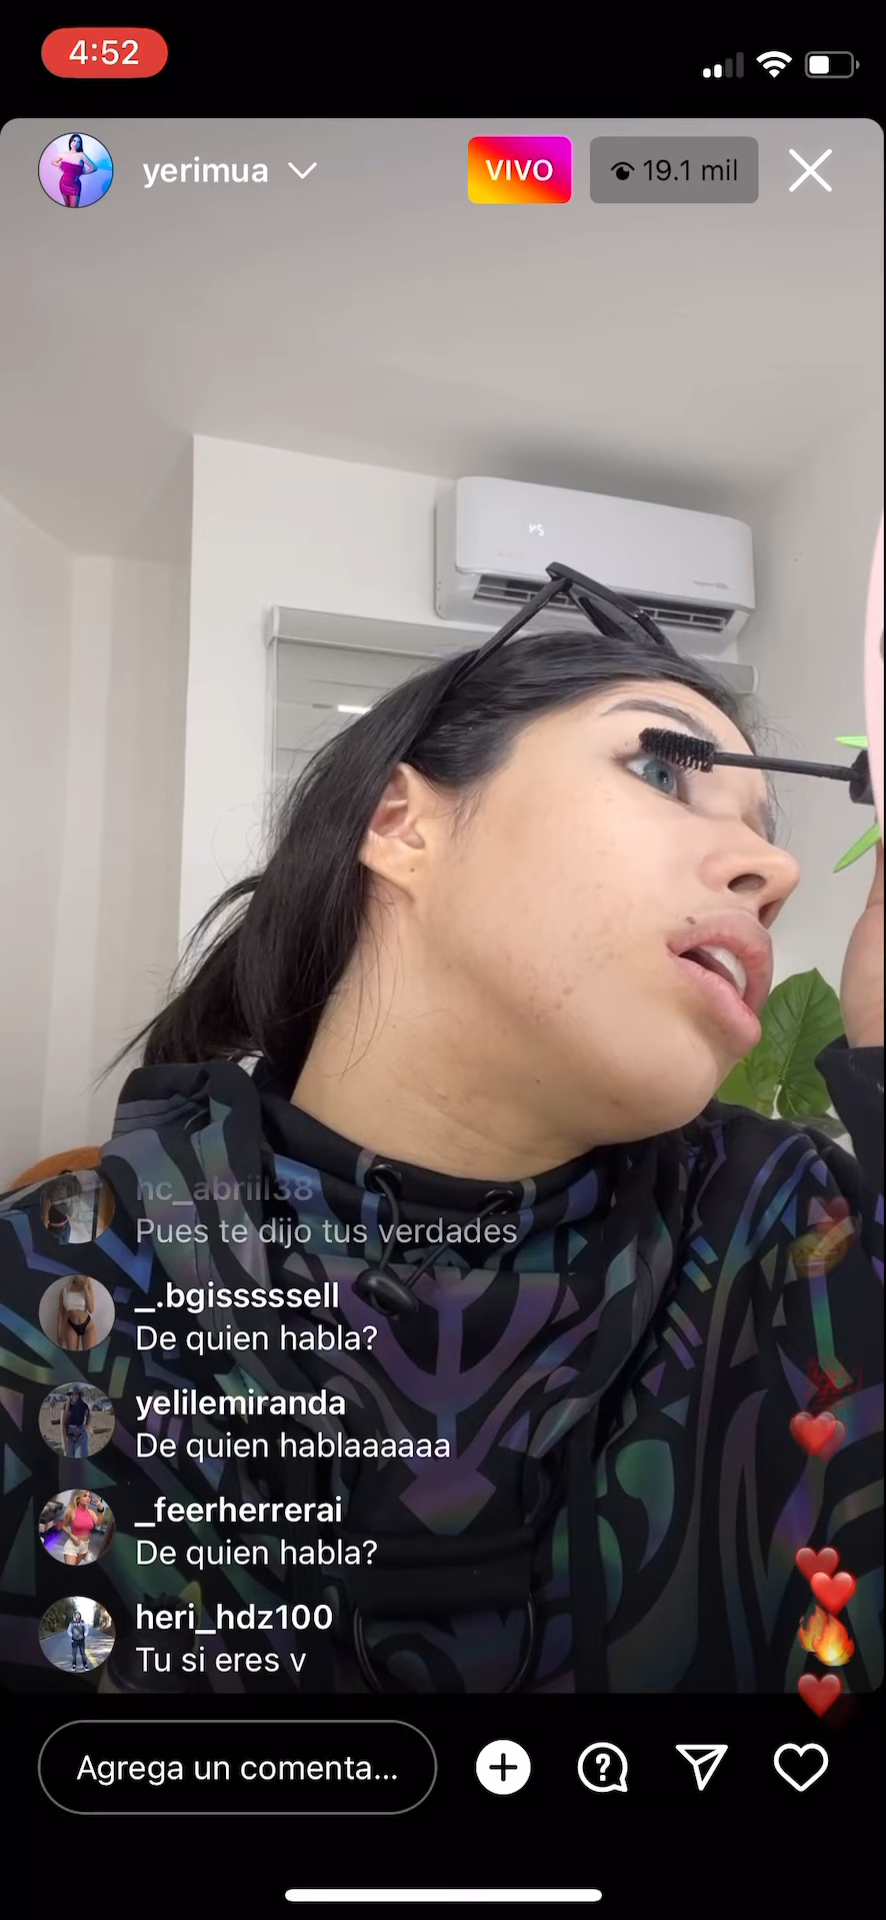 4:52
yerimua
VIVO
19.1 mil
hc_abriil38
Pues te dijo tus verdades
_.bgisssssell
De quien habla?
yelilemiranda
De quien hablaaaaaa
_feerherrerai
De quien habla?
heri_hdz100
Tu si eres v
Agrega un comenta...